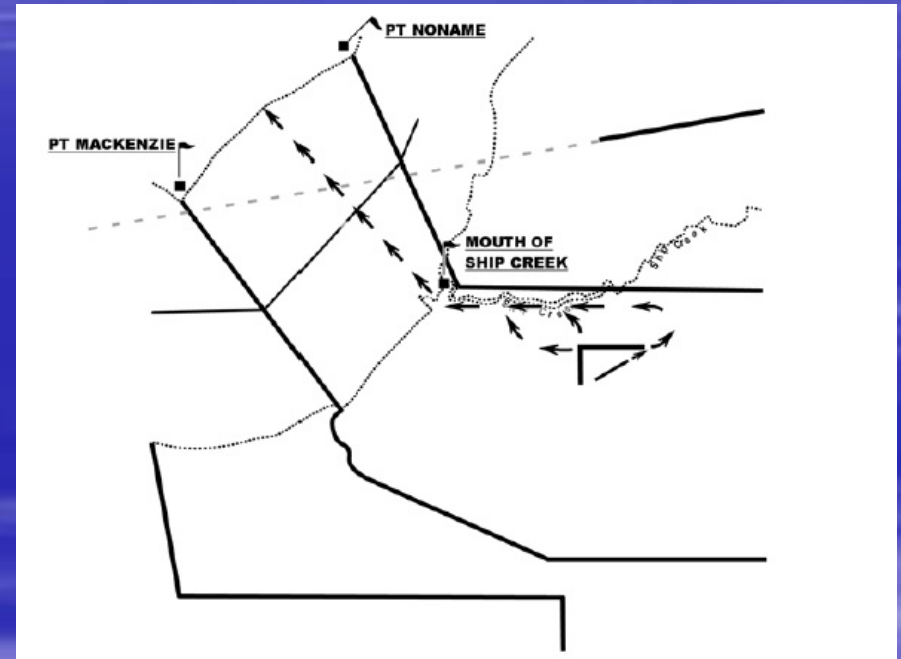 PT NONAME
PT MACKENZIE
MOUTH OF
SHIP CREEK
Ship Creek